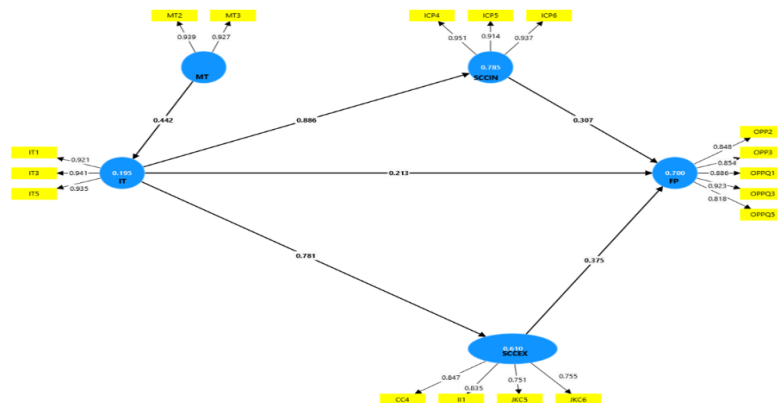 MT2 MT3 ICP4 ICP5 ICP6
0.939 0.927 0.951 0.914 0.937
0.785
MT SCCIN
0.442 0.886 0.307
OPP2
0.848
IT1 OPP3
0.921 0.854
IT3 0.941 0.195 0.213 0.700 0.886 OPPQ1
IT FP
0.935 0.923
IT5 OPPQ3
0.818
OPPQ5
0.781 0.375
0.610
SCCEX
0.847 0.835 0.751 0.755
CC4 II1 JKC5 JKC6